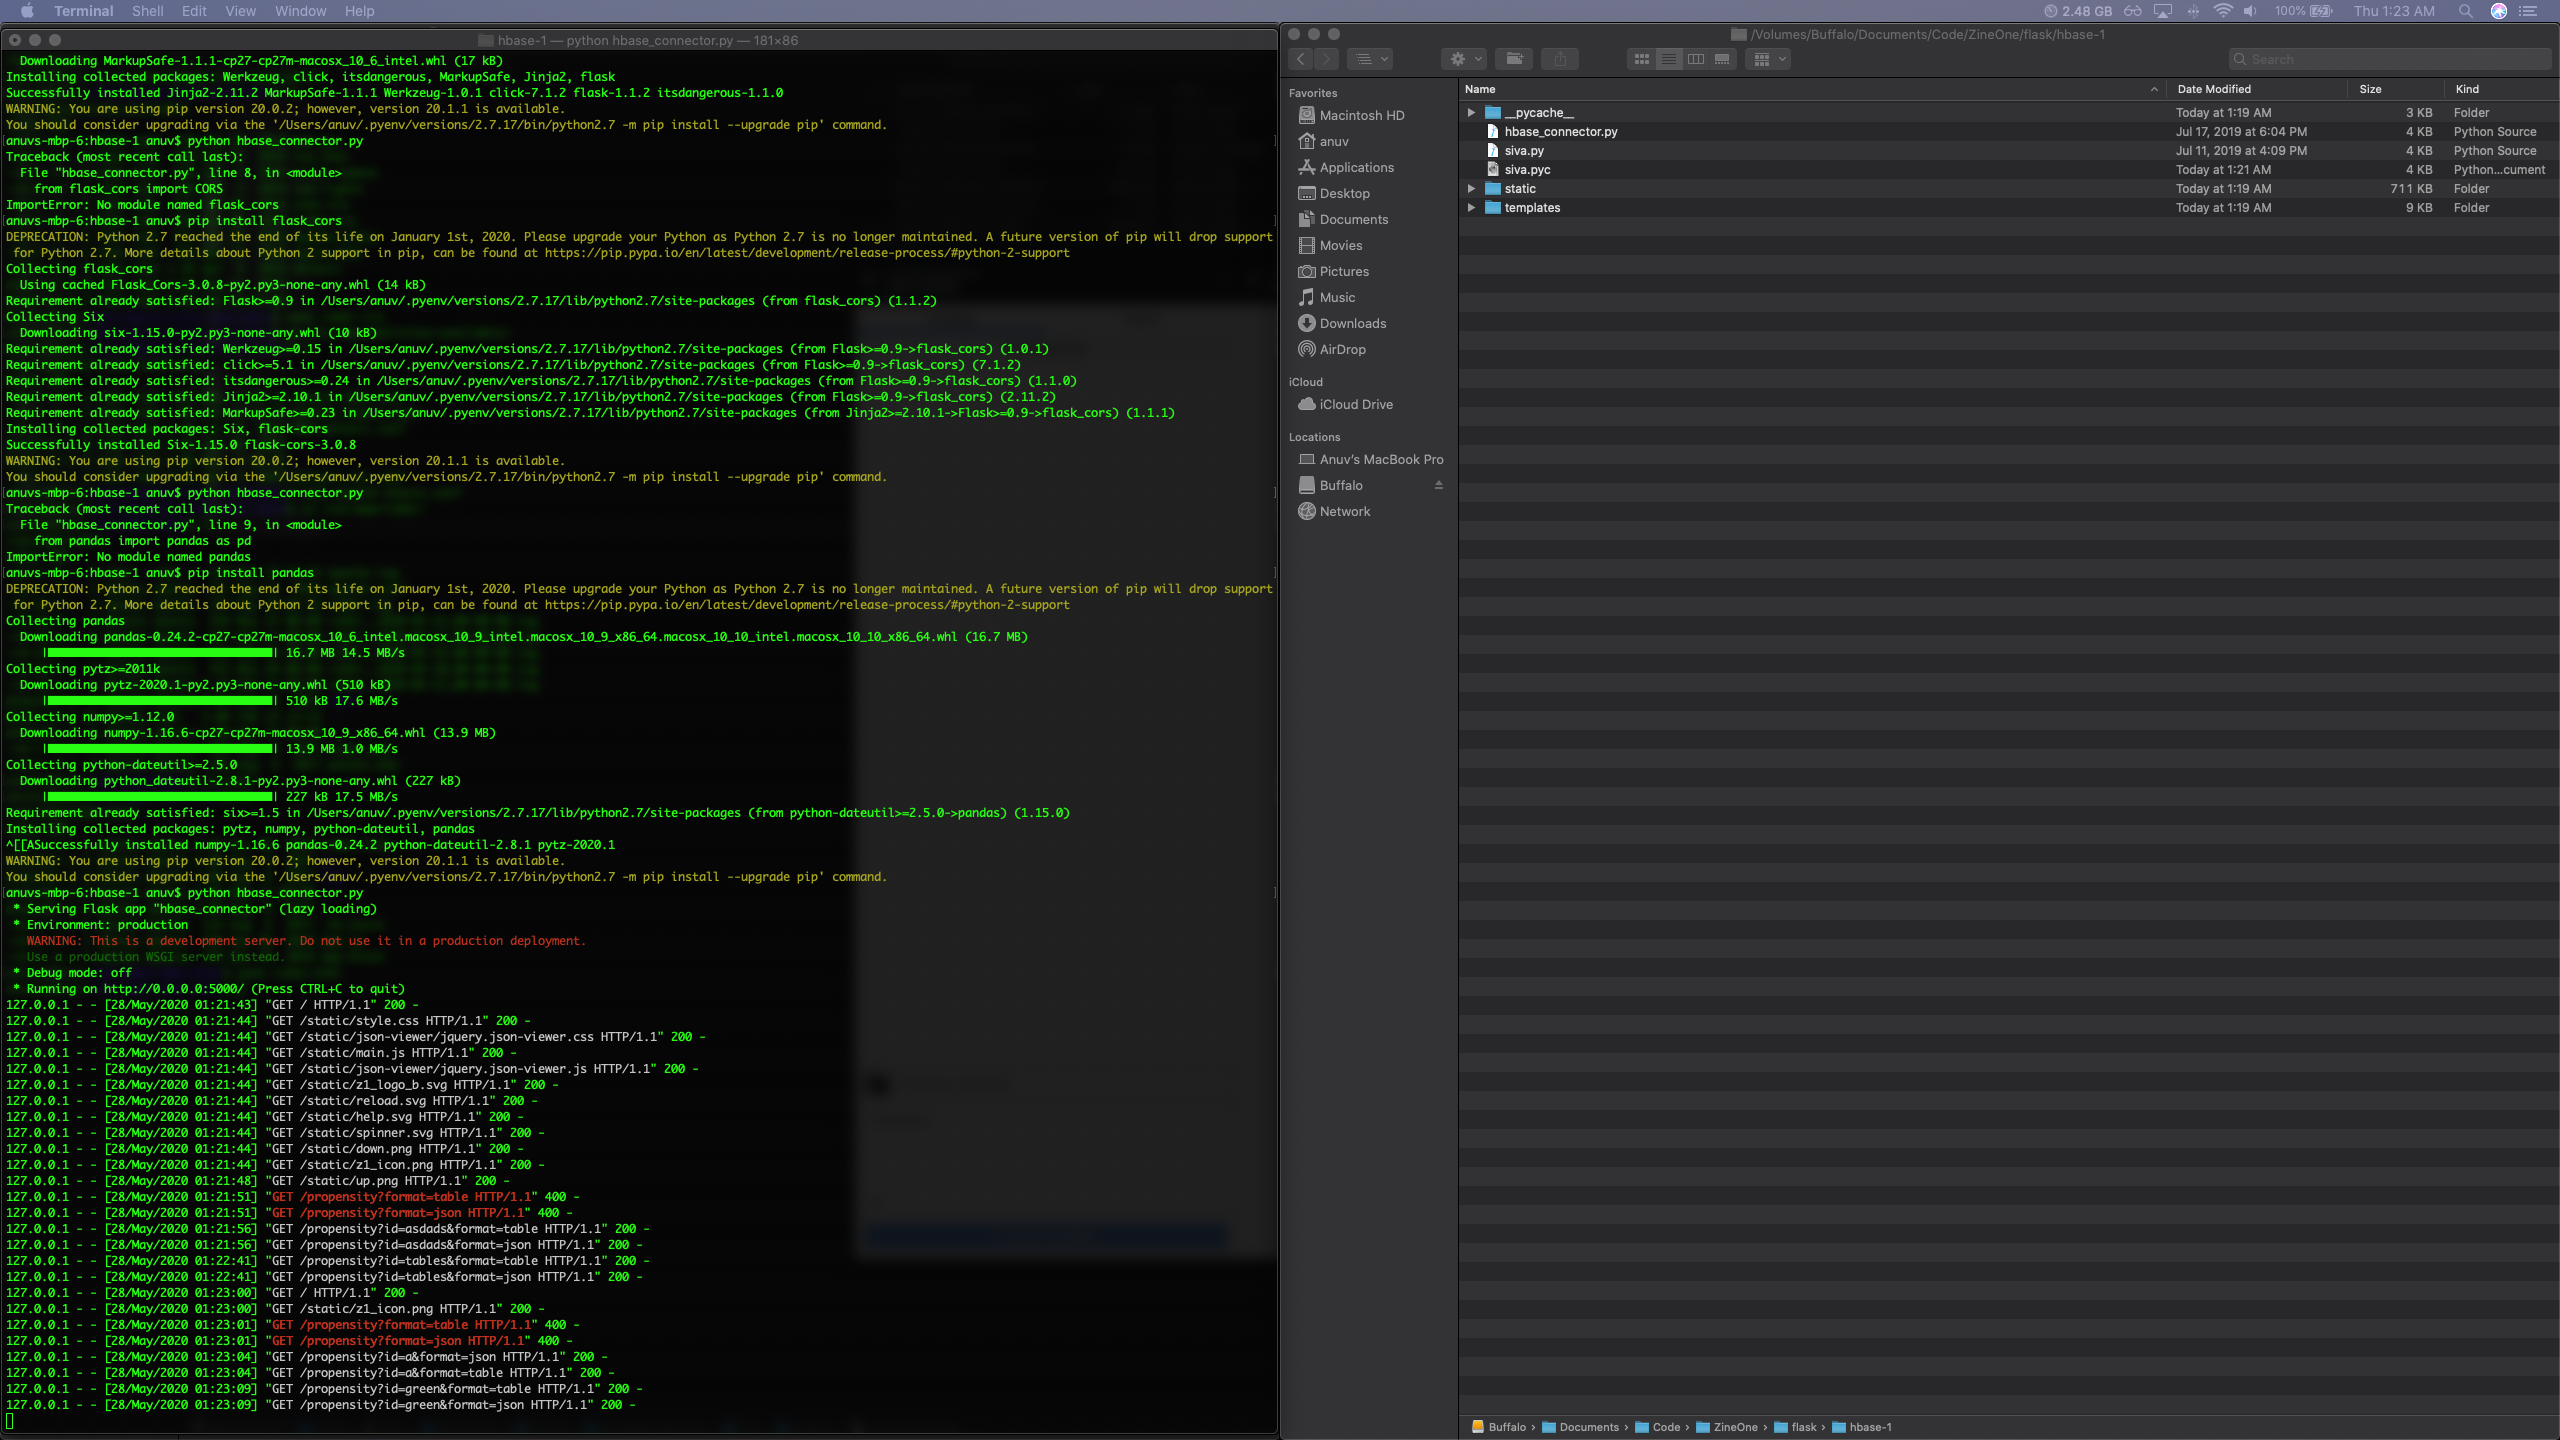 Terminal Shell Edit View Window Help
2.48 GB 100% Thu 1:23 AM
hbase-1 — python hbase_connector.py — 181×86
Downloading MarkupSafe-1.1.1-cp27-cp27m-macosx_10_6_intel.whl (17 kB)
Installing collected packages: Werkzeug, click, itsdangerous, MarkupSafe, Jinja2, flask
Successfully installed Jinja2-2.11.2 MarkupSafe-1.1.1 Werkzeug-1.0.1 click-7.1.2 flask-1.1.2 itsdangerous-1.1.0
WARNING: You are using pip version 20.0.2; however, version 20.1.1 is available.
You should consider upgrading via the '/Users/anuv/.pyenv/versions/2.7.17/bin/python2.7 -m pip install --upgrade pip' command.
[anuvs-mbp-6:hbase-1 anuv$ python hbase_connector.py ]
Traceback (most recent call last):
File "hbase_connector.py", line 8, in <module>
from flask_cors import CORS
ImportError: No module named flask_cors
[anuvs-mbp-6:hbase-1 anuv$ pip install flask_cors ]
DEPRECATION: Python 2.7 reached the end of its life on January 1st, 2020. Please upgrade your Python as Python 2.7 is no longer maintained. A future version of pip will drop support
for Python 2.7. More details about Python 2 support in pip, can be found at https://pip.pypa.io/en/latest/development/release-process/#python-2-support
Collecting flask_cors
Using cached Flask_Cors-3.0.8-py2.py3-none-any.whl (14 kB)
Requirement already satisfied: Flask>=0.9 in /Users/anuv/.pyenv/versions/2.7.17/lib/python2.7/site-packages (from flask_cors) (1.1.2)
Collecting Six
Downloading six-1.15.0-py2.py3-none-any.whl (10 kB)
Requirement already satisfied: Werkzeug>=0.15 in /Users/anuv/.pyenv/versions/2.7.17/lib/python2.7/site-packages (from Flask>=0.9->flask_cors) (1.0.1)
Requirement already satisfied: click>=5.1 in /Users/anuv/.pyenv/versions/2.7.17/lib/python2.7/site-packages (from Flask>=0.9->flask_cors) (7.1.2)
Requirement already satisfied: itsdangerous>=0.24 in /Users/anuv/.pyenv/versions/2.7.17/lib/python2.7/site-packages (from Flask>=0.9->flask_cors) (1.1.0)
Requirement already satisfied: Jinja2>=2.10.1 in /Users/anuv/.pyenv/versions/2.7.17/lib/python2.7/site-packages (from Flask>=0.9->flask_cors) (2.11.2)
Requirement already satisfied: MarkupSafe>=0.23 in /Users/anuv/.pyenv/versions/2.7.17/lib/python2.7/site-packages (from Jinja2>=2.10.1->Flask>=0.9->flask_cors) (1.1.1)
Installing collected packages: Six, flask-cors
Successfully installed Six-1.15.0 flask-cors-3.0.8
WARNING: You are using pip version 20.0.2; however, version 20.1.1 is available.
You should consider upgrading via the '/Users/anuv/.pyenv/versions/2.7.17/bin/python2.7 -m pip install --upgrade pip' command.
[anuvs-mbp-6:hbase-1 anuv$ python hbase_connector.py ]
Traceback (most recent call last):
File "hbase_connector.py", line 9, in <module>
from pandas import pandas as pd
ImportError: No module named pandas
[anuvs-mbp-6:hbase-1 anuv$ pip install pandas ]
DEPRECATION: Python 2.7 reached the end of its life on January 1st, 2020. Please upgrade your Python as Python 2.7 is no longer maintained. A future version of pip will drop support
for Python 2.7. More details about Python 2 support in pip, can be found at https://pip.pypa.io/en/latest/development/release-process/#python-2-support
Collecting pandas
Downloading pandas-0.24.2-cp27-cp27m-macosx_10_6_intel.macosx_10_9_intel.macosx_10_9_x86_64.macosx_10_10_intel.macosx_10_10_x86_64.whl (16.7 MB)
16.7 MB 14.5 MB/s
Collecting pytz>=2011k
Downloading pytz-2020.1-py2.py3-none-any.whl (510 kB)
510 kB 17.6 MB/s
Collecting numpy>=1.12.0
Downloading numpy-1.16.6-cp27-cp27m-macosx_10_9_x86_64.whl (13.9 MB)
13.9 MB 1.0 MB/s
Collecting python-dateutil>=2.5.0
Downloading python_dateutil-2.8.1-py2.py3-none-any.whl (227 kB)
227 kB 17.5 MB/s
Requirement already satisfied: six>=1.5 in /Users/anuv/.pyenv/versions/2.7.17/lib/python2.7/site-packages (from python-dateutil>=2.5.0->pandas) (1.15.0)
Installing collected packages: pytz, numpy, python-dateutil, pandas
^[[ASuccessfully installed numpy-1.16.6 pandas-0.24.2 python-dateutil-2.8.1 pytz-2020.1
WARNING: You are using pip version 20.0.2; however, version 20.1.1 is available.
You should consider upgrading via the '/Users/anuv/.pyenv/versions/2.7.17/bin/python2.7 -m pip install --upgrade pip' command.
[anuvs-mbp-6:hbase-1 anuv$ python hbase_connector.py ]
* Serving Flask app "hbase_connector" (lazy loading)
* Environment: production
WARNING: This is a development server. Do not use it in a production deployment.
Use a production WSGI server instead.
* Debug mode: off
* Running on http://0.0.0.0:5000/ (Press CTRL+C to quit)
127.0.0.1 - - [28/May/2020 01:21:43] "GET / HTTP/1.1" 200 -
127.0.0.1 - - [28/May/2020 01:21:44] "GET /static/style.css HTTP/1.1" 200 -
127.0.0.1 - - [28/May/2020 01:21:44] "GET /static/json-viewer/jquery.json-viewer.css HTTP/1.1" 200 -
127.0.0.1 - - [28/May/2020 01:21:44] "GET /static/main.js HTTP/1.1" 200 -
127.0.0.1 - - [28/May/2020 01:21:44] "GET /static/json-viewer/jquery.json-viewer.js HTTP/1.1" 200 -
127.0.0.1 - - [28/May/2020 01:21:44] "GET /static/z1_logo_b.svg HTTP/1.1" 200 -
127.0.0.1 - - [28/May/2020 01:21:44] "GET /static/reload.svg HTTP/1.1" 200 -
127.0.0.1 - - [28/May/2020 01:21:44] "GET /static/help.svg HTTP/1.1" 200 -
127.0.0.1 - - [28/May/2020 01:21:44] "GET /static/spinner.svg HTTP/1.1" 200 -
127.0.0.1 - - [28/May/2020 01:21:44] "GET /static/down.png HTTP/1.1" 200 -
127.0.0.1 - - [28/May/2020 01:21:44] "GET /static/z1_icon.png HTTP/1.1" 200 -
127.0.0.1 - - [28/May/2020 01:21:48] "GET /static/up.png HTTP/1.1" 200 -
127.0.0.1 - - [28/May/2020 01:21:51] "GET /propensity?format=table HTTP/1.1" 400 -
127.0.0.1 - - [28/May/2020 01:21:51] "GET /propensity?format=json HTTP/1.1" 400 -
127.0.0.1 - - [28/May/2020 01:21:56] "GET /propensity?id=asdads&format=table HTTP/1.1" 200 -
127.0.0.1 - - [28/May/2020 01:21:56] "GET /propensity?id=asdads&format=json HTTP/1.1" 200 -
127.0.0.1 - - [28/May/2020 01:22:41] "GET /propensity?id=tables&format=table HTTP/1.1" 200 -
127.0.0.1 - - [28/May/2020 01:22:41] "GET /propensity?id=tables&format=json HTTP/1.1" 200 -
127.0.0.1 - - [28/May/2020 01:23:00] "GET / HTTP/1.1" 200 -
127.0.0.1 - - [28/May/2020 01:23:00] "GET /static/z1_icon.png HTTP/1.1" 200 -
127.0.0.1 - - [28/May/2020 01:23:01] "GET /propensity?format=table HTTP/1.1" 400 -
127.0.0.1 - - [28/May/2020 01:23:01] "GET /propensity?format=json HTTP/1.1" 400 -
127.0.0.1 - - [28/May/2020 01:23:04] "GET /propensity?id=a&format=json HTTP/1.1" 200 -
127.0.0.1 - - [28/May/2020 01:23:04] "GET /propensity?id=a&format=table HTTP/1.1" 200 -
127.0.0.1 - - [28/May/2020 01:23:09] "GET /propensity?id=green&format=table HTTP/1.1" 200 -
127.0.0.1 - - [28/May/2020 01:23:09] "GET /propensity?id=green&format=json HTTP/1.1" 200 -
/Volumes/Buffalo/Documents/Code/ZineOne/flask/hbase-1
Search
Favorites
Macintosh HD
anuv
Applications
Desktop
Documents
Movies
Pictures
Music
Downloads
AirDrop
iCloud
iCloud Drive
Locations
Anuv's MacBook Pro
Buffalo
Network
Name Date Modified Size Kind
__pycache__ Today at 1:19 AM 3 KB Folder
hbase_connector.py Jul 17, 2019 at 6:04 PM 4 KB Python Source
siva.py Jul 11, 2019 at 4:09 PM 4 KB Python Source
siva.pyc Today at 1:21 AM 4 KB Python...cument
static Today at 1:19 AM 711 KB Folder
templates Today at 1:19 AM 9 KB Folder
Buffalo › Documents › Code › ZineOne › flask › hbase-1